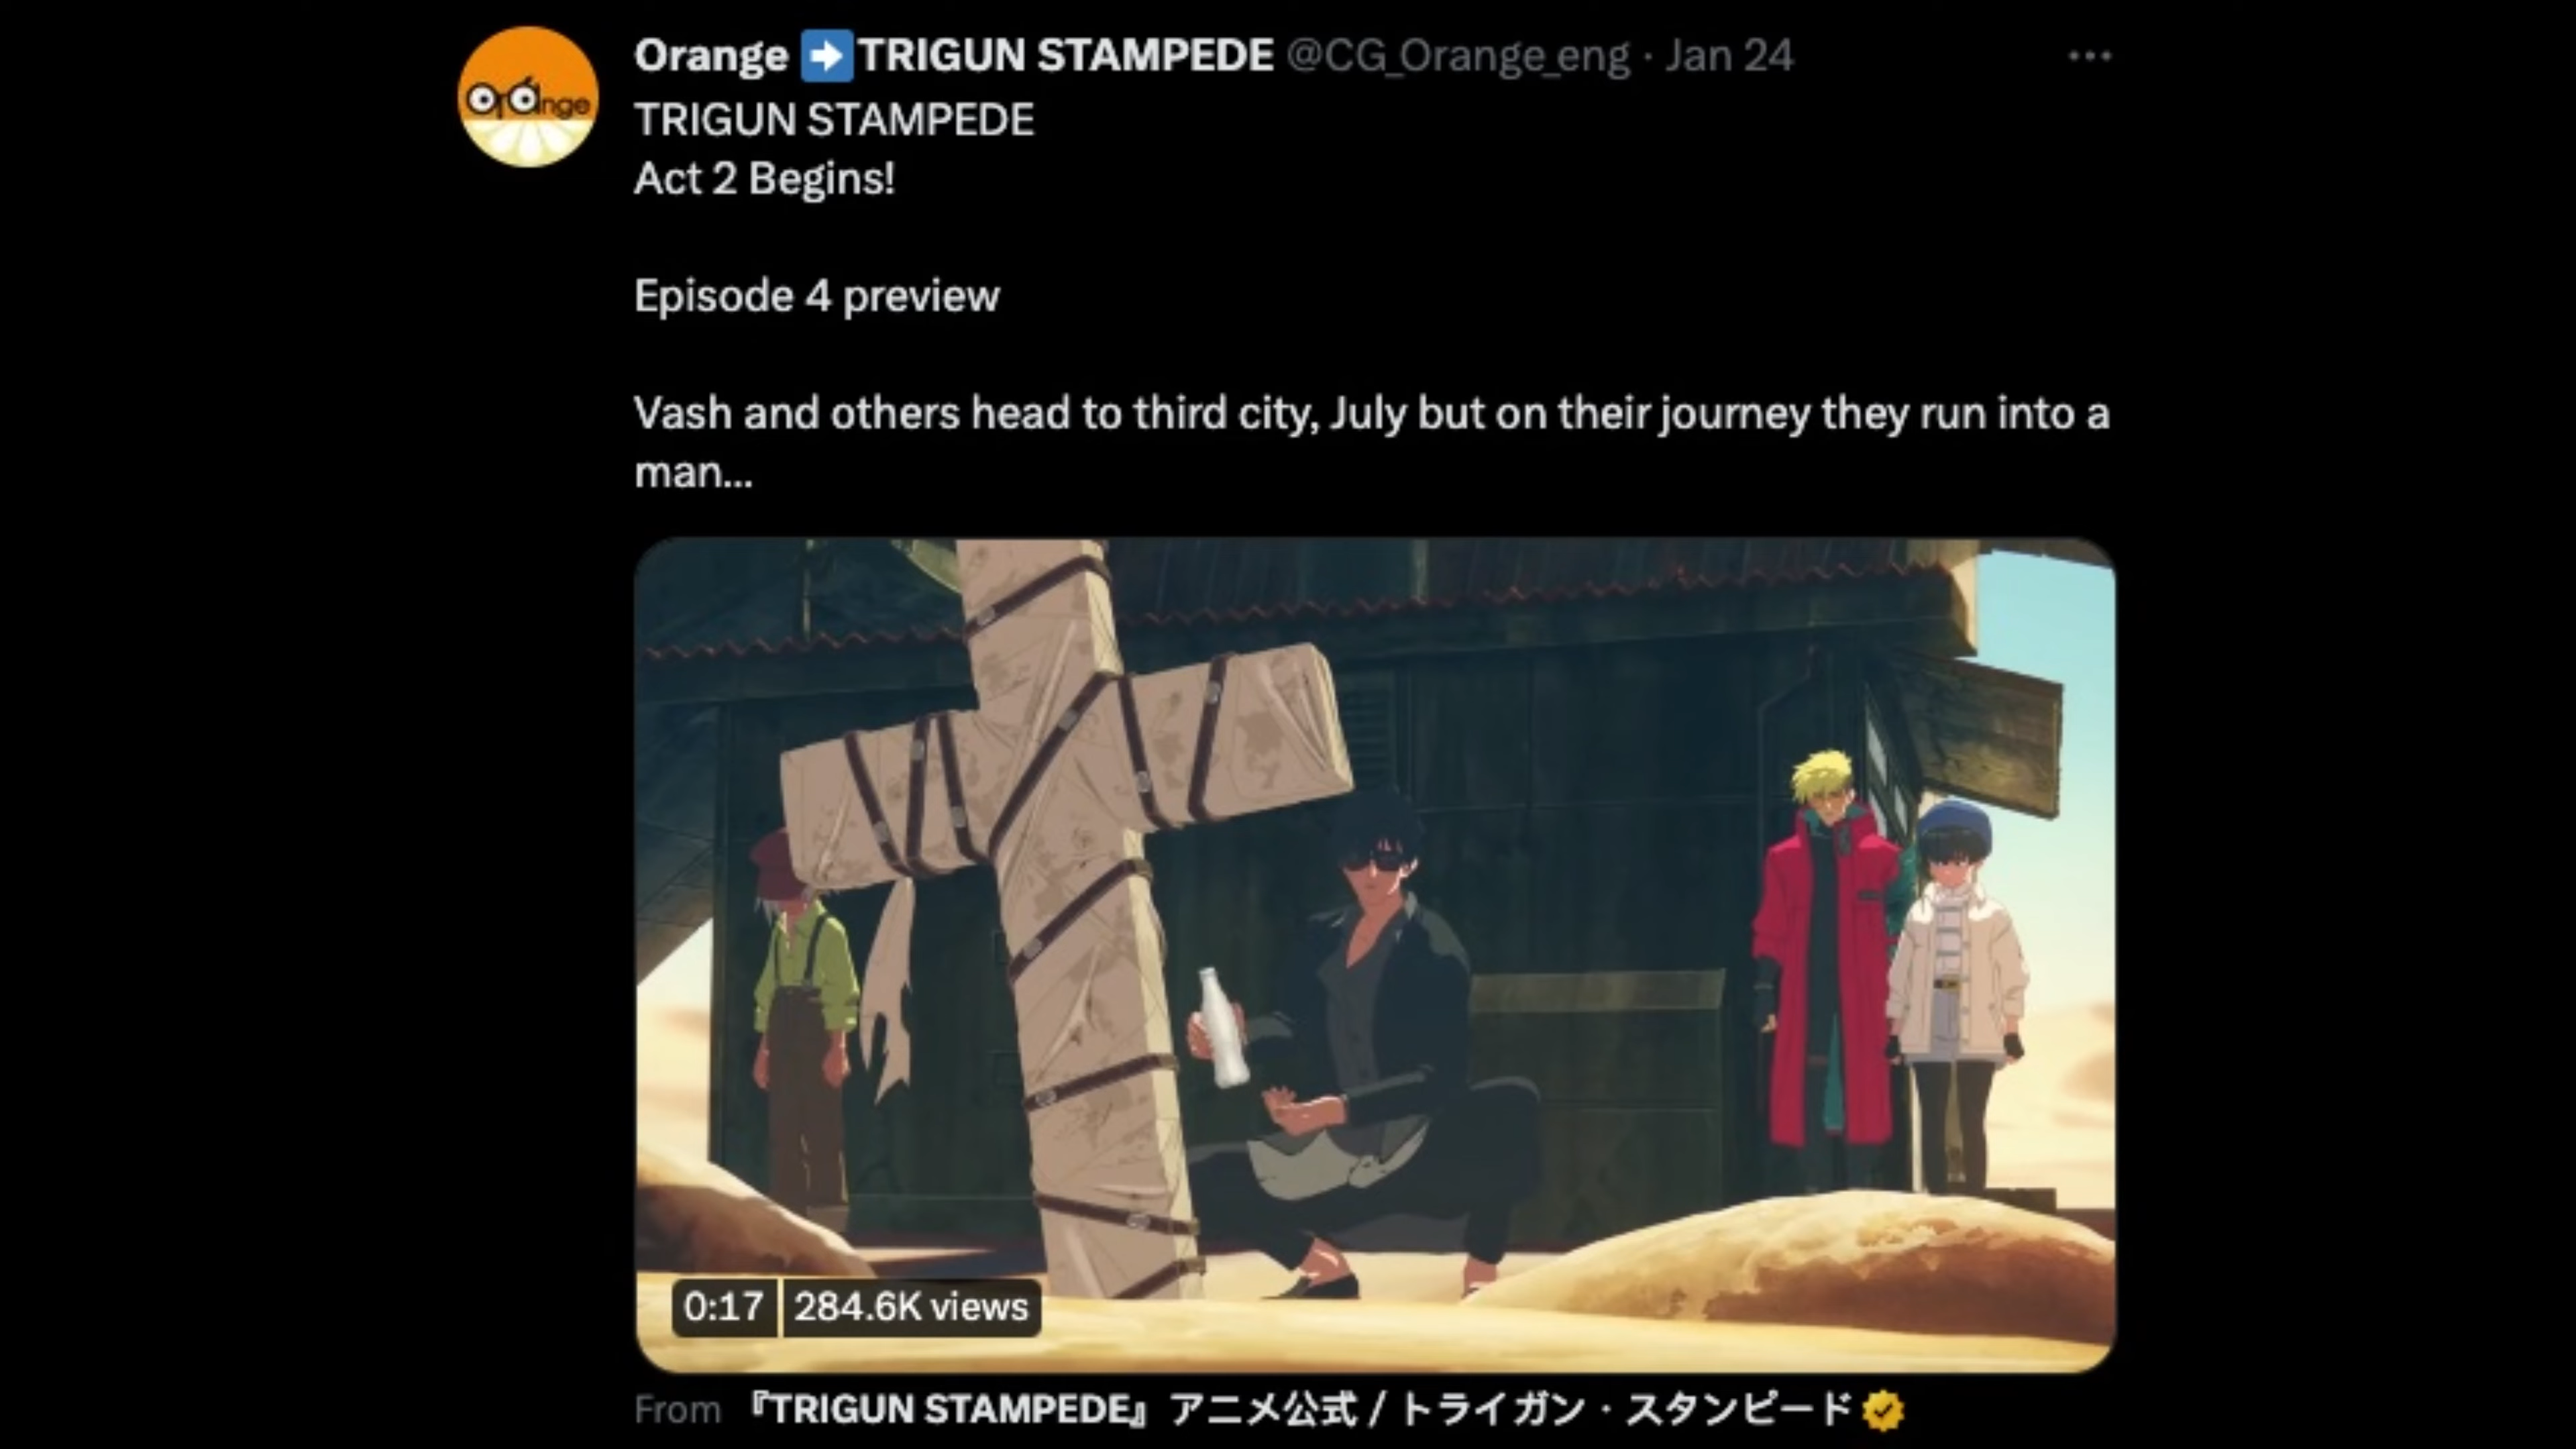 orange
Orange ➡️TRIGUN STAMPEDE @CG_Orange_eng · Jan 24
TRIGUN STAMPEDE
Act 2 Begins!
Episode 4 preview
Vash and others head to third city, July but on their journey they run into a
man...
0:17 284.6K views
From 『TRIGUN STAMPEDE』 アニメ公式 / トライガン・スタンピード